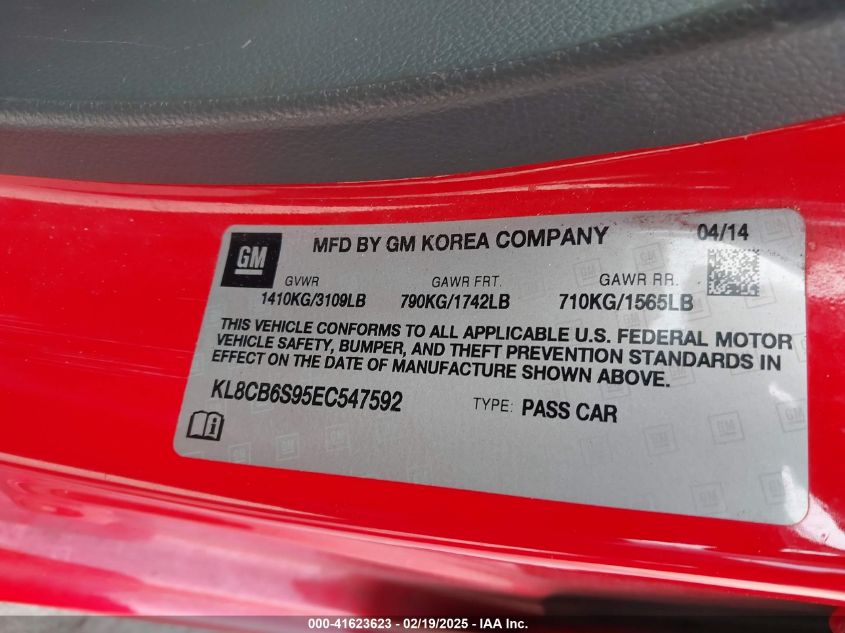 GM
MFD BY GM KOREA COMPANY 04/14
GVWR GAWR FRT. GAWR RR.
1410KG/3109LB 790KG/1742LB 710KG/1565LB
THIS VEHICLE CONFORMS TO ALL APPLICABLE U.S. FEDERAL MOTOR
VEHICLE SAFETY, BUMPER, AND THEFT PREVENTION STANDARDS IN
EFFECT ON THE DATE OF MANUFACTURE SHOWN ABOVE.
KL8CB6S95EC547592 TYPE: PASS CAR
000-41623623 - 02/19/2025 - IAA Inc.